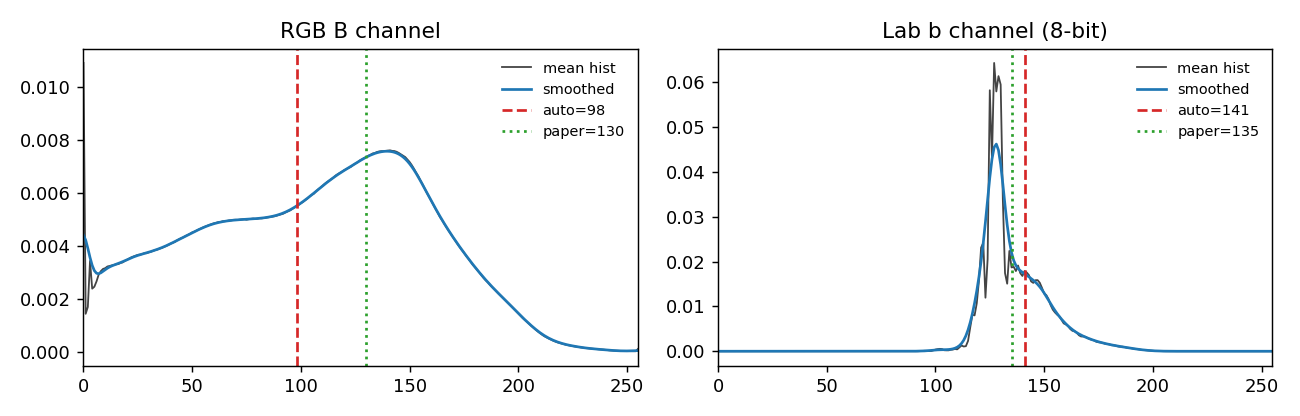 RGB B channel
0.010
0.008
0.006
0.004
0.002
0.000
0 50 100 150 200 250
mean hist
smoothed
auto=98
paper=130
Lab b channel (8-bit)
0.06
0.05
0.04
0.03
0.02
0.01
0.00
0 50 100 150 200 250
mean hist
smoothed
auto=141
paper=135